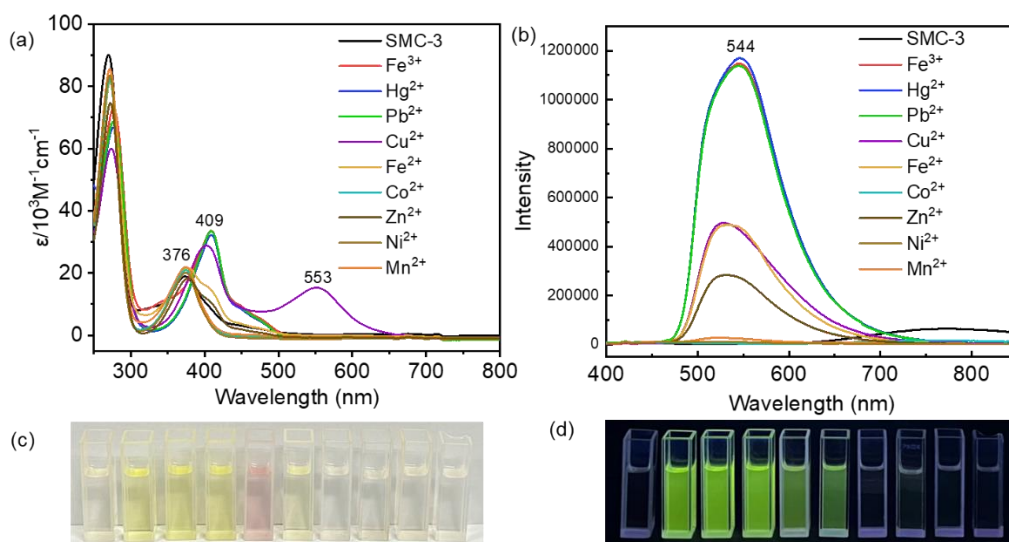 (a)
ε/10³M⁻¹cm⁻¹
100
80
60
40
20
0
300 400 500 600 700 800
Wavelength (nm)
376
409
553
SMC-3
Fe³⁺
Hg²⁺
Pb²⁺
Cu²⁺
Fe²⁺
Co²⁺
Zn²⁺
Ni²⁺
Mn²⁺
(b)
Intensity
1200000
1000000
800000
600000
400000
200000
0
400 500 600 700 800
Wavelength (nm)
544
SMC-3
Fe³⁺
Hg²⁺
Pb²⁺
Cu²⁺
Fe²⁺
Co²⁺
Zn²⁺
Ni²⁺
Mn²⁺
(c)
(d)